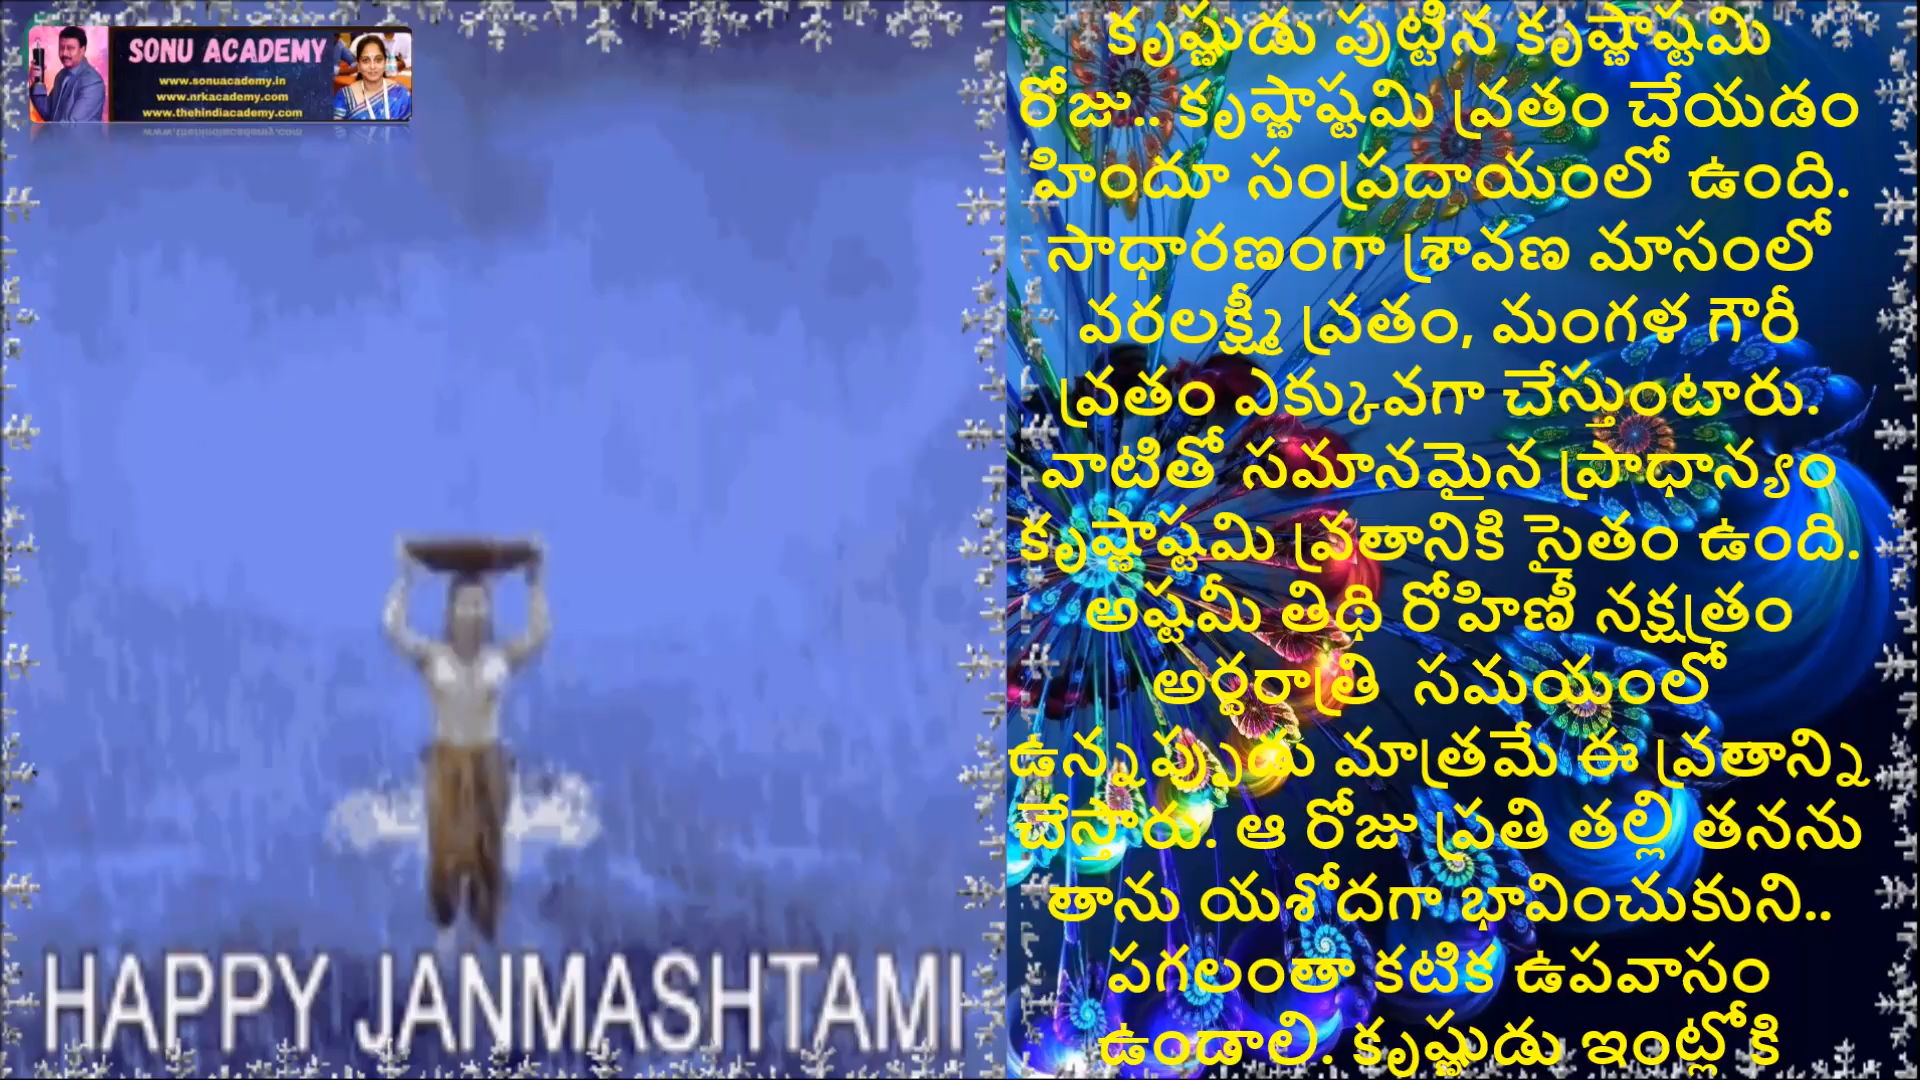 SONU ACADEMY
www.sonuacademy.in
www.nrkacademy.com
www.thehindiacademy.com
HAPPY JANMASHTAMI
కృష్ణుడు పుట్టిన కృష్ణాష్టమి
రోజు .. కృష్ణాష్టమి వ్రతం చేయడం
హిందూ సంప్రదాయంలో ఉంది.
సాధారణంగా శ్రావణ మాసంలో
వరలక్ష్మీ వ్రతం, మంగళ గౌరీ
వ్రతం ఎక్కువగా చేస్తుంటారు.
వాటితో సమానమైన ప్రాధాన్యం
కృష్ణాష్టమి వ్రతానికి సైతం ఉంది.
అష్టమీ తిథి రోహిణీ నక్షత్రం
అర్ధరాత్రి సమయంలో
ఉన్నప్పుడు మాత్రమే ఈ వ్రతాన్ని
చేస్తారు. ఆ రోజు ప్రతి తల్లి తనను
తాను యశోదగా భావించుకుని..
పగలంతా కటిక ఉపవాసం
ఉండాలి. కృష్ణుడు ఇంట్లోకి